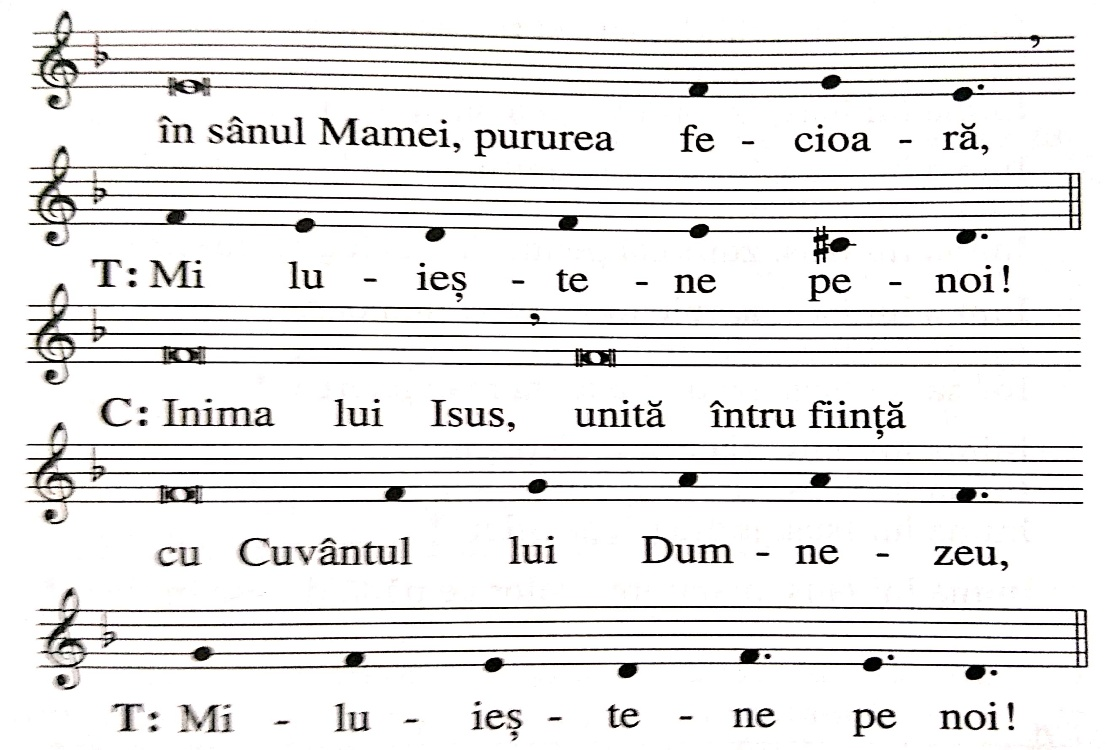 în sânul Mamei, pururea fe - cioa - ră,
T: Mi lu - ieș - te - ne pe - noi!
C: Inima lui Isus, unită întru ființă
cu Cuvântul lui Dum - ne - zeu,
T: Mi - lu - ieș - te - ne pe noi!